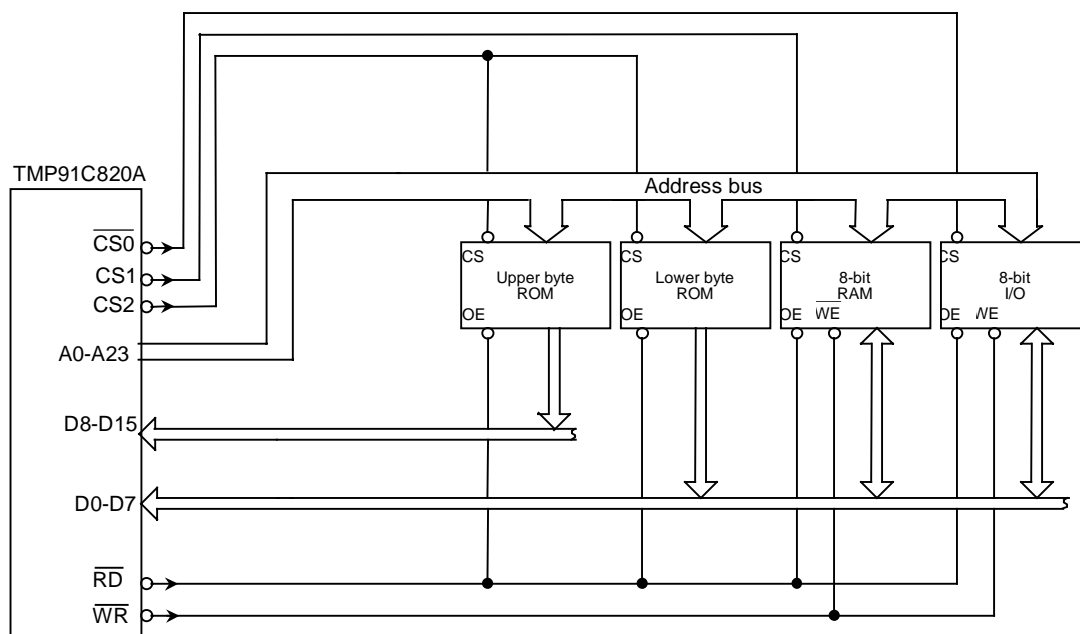 TMP91C820A
Address bus
CS0
CS1
CS2
A0-A23
D8-D15
D0-D7
RD
WR
CS
Upper byte
ROM
OE
CS
Lower byte
ROM
OE
CS
8-bit
RAM
OE WE
CS
8-bit
I/O
OE WE